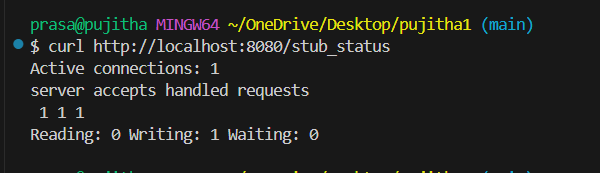 prasa@pujitha MINGW64 ~/OneDrive/Desktop/pujitha1 (main)
$ curl http://localhost:8080/stub_status
Active connections: 1
server accepts handled requests
 1 1 1
Reading: 0 Writing: 1 Waiting: 0